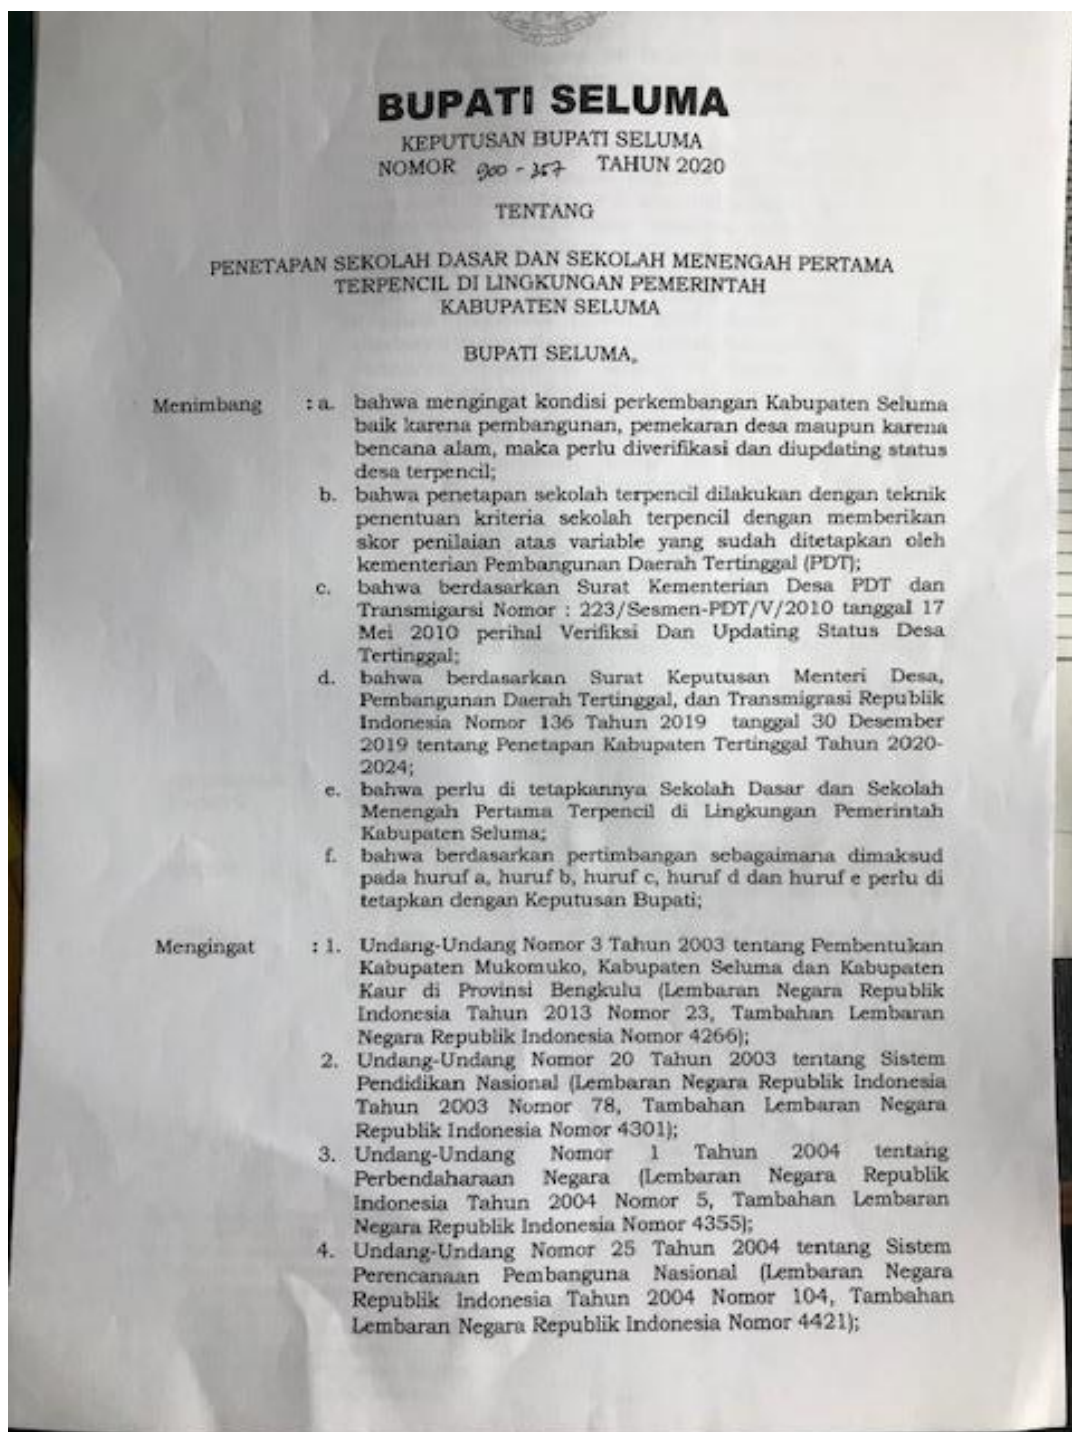 BUPATI SELUMA
KEPUTUSAN BUPATI SELUMA
NOMOR 900 - 357 TAHUN 2020
TENTANG
PENETAPAN SEKOLAH DASAR DAN SEKOLAH MENENGAH PERTAMA
TERPENCIL DI LINGKUNGAN PEMERINTAH
KABUPATEN SELUMA
BUPATI SELUMA,
Menimbang : a. bahwa mengingat kondisi perkembangan Kabupaten Seluma
baik karena pembangunan, pemekaran desa maupun karena
bencana alam, maka perlu diverifikasi dan diupdating status
desa terpencil;
b. bahwa penetapan sekolah terpencil dilakukan dengan teknik
penentuan kriteria sekolah terpencil dengan memberikan
skor penilaian atas variable yang sudah ditetapkan oleh
kementerian Pembangunan Daerah Tertinggal (PDT);
c. bahwa berdasarkan Surat Kementerian Desa PDT dan
Transmigarsi Nomor : 223/Sesmen-PDT/V/2010 tanggal 17
Mei 2010 perihal Verifiksi Dan Updating Status Desa
Tertinggal;
d. bahwa berdasarkan Surat Keputusan Menteri Desa,
Pembangunan Daerah Tertinggal, dan Transmigrasi Republik
Indonesia Nomor 136 Tahun 2019 tanggal 30 Desember
2019 tentang Penetapan Kabupaten Tertinggal Tahun 2020-
2024;
e. bahwa perlu di tetapkannya Sekolah Dasar dan Sekolah
Menengah Pertama Terpencil di Lingkungan Pemerintah
Kabupaten Seluma;
f. bahwa berdasarkan pertimbangan sebagaimana dimaksud
pada huruf a, huruf b, huruf c, huruf d dan huruf e perlu di
tetapkan dengan Keputusan Bupati;
Mengingat : 1. Undang-Undang Nomor 3 Tahun 2003 tentang Pembentukan
Kabupaten Mukomuko, Kabupaten Seluma dan Kabupaten
Kaur di Provinsi Bengkulu (Lembaran Negara Republik
Indonesia Tahun 2013 Nomor 23, Tambahan Lembaran
Negara Republik Indonesia Nomor 4266);
2. Undang-Undang Nomor 20 Tahun 2003 tentang Sistem
Pendidikan Nasional (Lembaran Negara Republik Indonesia
Tahun 2003 Nomor 78, Tambahan Lembaran Negara
Republik Indonesia Nomor 4301);
3. Undang-Undang Nomor 1 Tahun 2004 tentang
Perbendaharaan Negara (Lembaran Negara Republik
Indonesia Tahun 2004 Nomor 5, Tambahan Lembaran
Negara Republik Indonesia Nomor 4355);
4. Undang-Undang Nomor 25 Tahun 2004 tentang Sistem
Perencanaan Pembanguna Nasional (Lembaran Negara
Republik Indonesia Tahun 2004 Nomor 104, Tambahan
Lembaran Negara Republik Indonesia Nomor 4421);